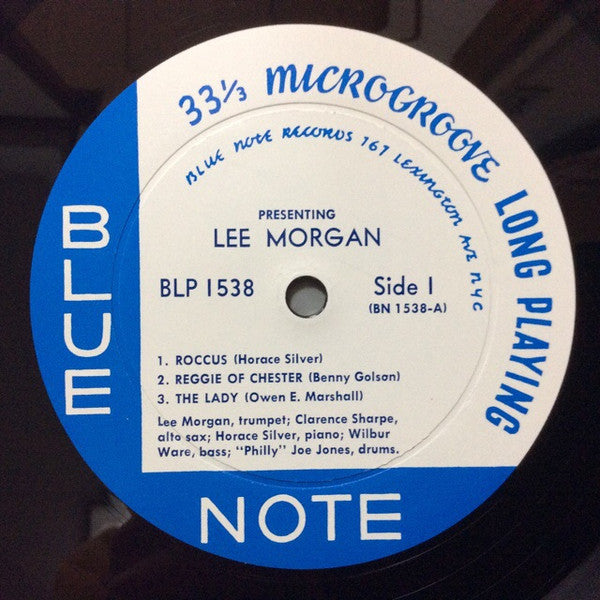 33⅓ MICROGROOVE LONG PLAYING
BLUE NOTE RECORDS 767 LEXINGTON AVE NYC
PRESENTING
LEE MORGAN
BLP 1538
Side 1
(BN 1538-A)
1. ROCCUS (Horace Silver)
2. REGGIE OF CHESTER (Benny Golson)
3. THE LADY (Owen E. Marshall)
Lee Morgan, trumpet; Clarence Sharpe,
alto sax; Horace Silver, piano; Wilbur
Ware, bass; "Philly" Joe Jones, drums.
BLUE
NOTE